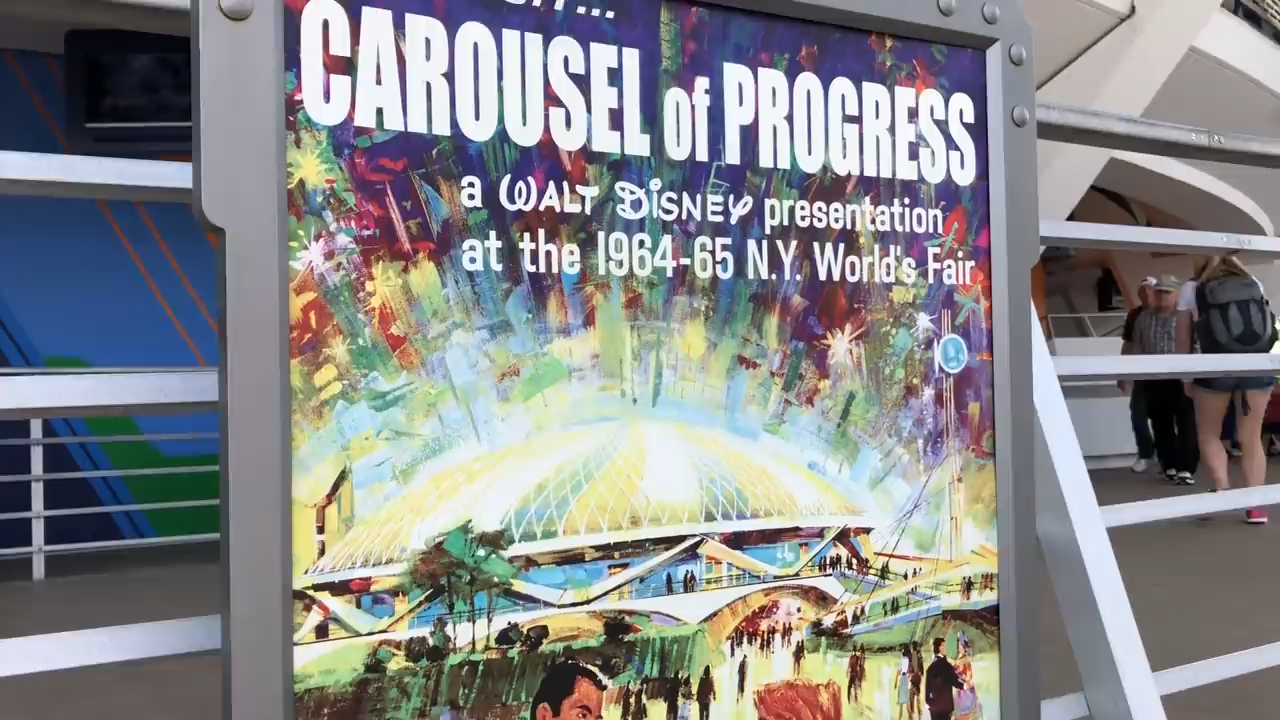 CAROUSEL of PROGRESS
a WALT DISNEY presentation
at the 1964-65 N.Y. World's Fair